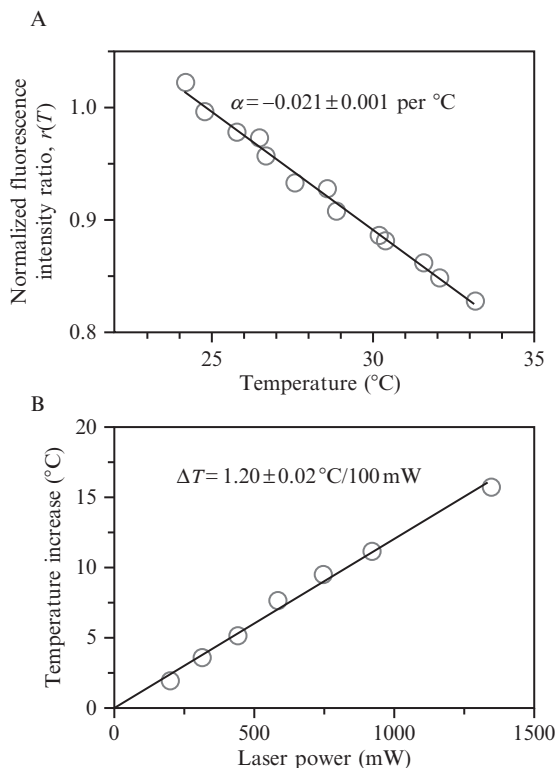 A
Normalized fluorescence
intensity ratio, r(T)
1.0
0.9
0.8
α = −0.021 ± 0.001 per °C
25
30
35
Temperature (°C)
B
Temperature increase (°C)
20
15
10
5
0
ΔT = 1.20 ± 0.02 °C/100 mW
0
500
1000
1500
Laser power (mW)